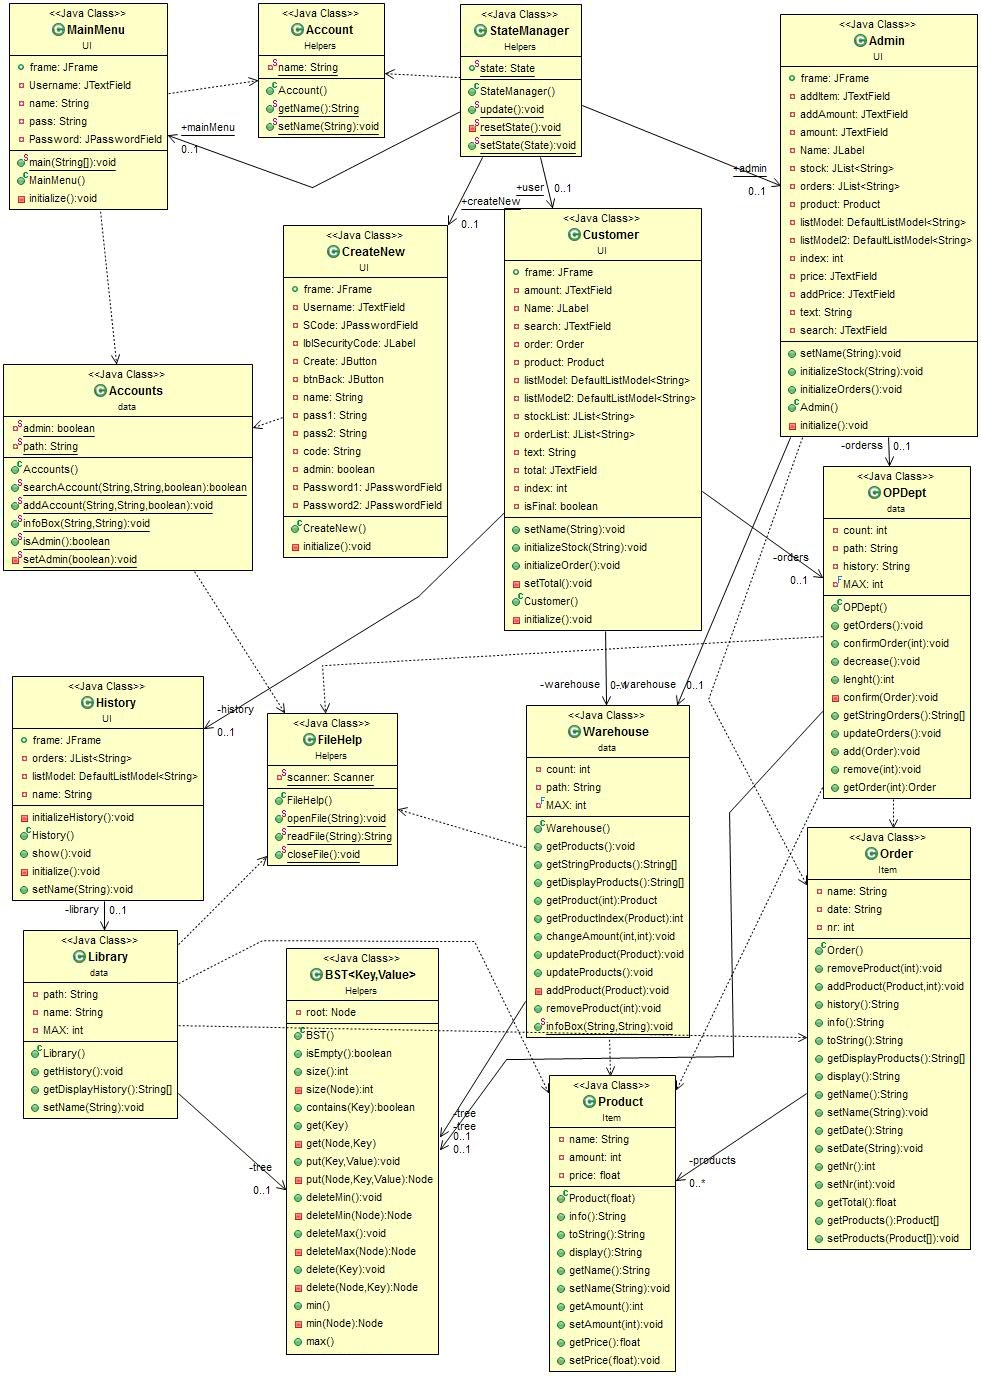 <<Java Class>>
MainMenu
UI
frame: JFrame
Username: JTextField
name: String
pass: String
Password: JPasswordField
main(String[]):void
MainMenu()
initialize():void
<<Java Class>>
Account
Helpers
name: String
Account()
getName():String
setName(String):void
<<Java Class>>
StateManager
Helpers
state: State
StateManager()
update():void
resetState():void
setState(State):void
<<Java Class>>
Admin
UI
frame: JFrame
addItem: JTextField
addAmount: JTextField
amount: JTextField
Name: JLabel
stock: JList<String>
orders: JList<String>
product: Product
listModel: DefaultListModel<String>
listModel2: DefaultListModel<String>
index: int
price: JTextField
addPrice: JTextField
text: String
search: JTextField
setName(String):void
initializeStock(String):void
initializeOrders():void
Admin()
initialize():void
+mainMenu
0..1
+createNew
0..1
+user
0..1
+admin
0..1
<<Java Class>>
CreateNew
UI
frame: JFrame
Username: JTextField
SCode: JPasswordField
lblSecurityCode: JLabel
Create: JButton
btnBack: JButton
name: String
pass1: String
pass2: String
code: String
admin: boolean
Password1: JPasswordField
Password2: JPasswordField
CreateNew()
initialize():void
<<Java Class>>
Customer
UI
frame: JFrame
amount: JTextField
Name: JLabel
search: JTextField
order: Order
product: Product
listModel: DefaultListModel<String>
listModel2: DefaultListModel<String>
stockList: JList<String>
orderList: JList<String>
text: String
total: JTextField
index: int
isFinal: boolean
setName(String):void
initializeStock(String):void
initializeOrder():void
setTotal():void
Customer()
initialize():void
<<Java Class>>
Accounts
data
admin: boolean
path: String
Accounts()
searchAccount(String,String,boolean):boolean
addAccount(String,String,boolean):void
infoBox(String,String):void
isAdmin():boolean
setAdmin(boolean):void
-orderss
0..1
<<Java Class>>
OPDept
data
count: int
path: String
history: String
MAX: int
OPDept()
getOrders():void
confirmOrder(int):void
decrease():void
lenght():int
confirm(Order):void
getStringOrders():String[]
updateOrders():void
add(Order):void
remove(int):void
getOrder(int):Order
-orders
0..1
-warehouse
0..1
-warehouse
0..1
-history
0..1
<<Java Class>>
History
UI
frame: JFrame
orders: JList<String>
listModel: DefaultListModel<String>
name: String
initializeHistory():void
History()
show():void
initialize():void
setName(String):void
<<Java Class>>
FileHelp
Helpers
scanner: Scanner
FileHelp()
openFile(String):void
readFile(String):String
closeFile():void
<<Java Class>>
Warehouse
data
count: int
path: String
MAX: int
Warehouse()
getProducts():void
getStringProducts():String[]
getDisplayProducts():String[]
getProduct(int):Product
getProductIndex(Product):int
changeAmount(int,int):void
updateProduct(Product):void
updateProducts():void
addProduct(Product):void
removeProduct(int):void
infoBox(String,String):void
<<Java Class>>
Order
Item
name: String
date: String
nr: int
Order()
removeProduct(int):void
addProduct(Product,int):void
history():String
info():String
toString():String
getDisplayProducts():String[]
display():String
getName():String
setName(String):void
getDate():String
setDate(String):void
getNr():int
setNr(int):void
getTotal():float
getProducts():Product[]
setProducts(Product[]):void
-library
0..1
<<Java Class>>
Library
data
path: String
name: String
MAX: int
Library()
getHistory():void
getDisplayHistory():String[]
setName(String):void
<<Java Class>>
BST<Key,Value>
Helpers
root: Node
BST()
isEmpty():boolean
size():int
size(Node):int
contains(Key):boolean
get(Key)
get(Node,Key)
put(Key,Value):void
put(Node,Key,Value):Node
deleteMin():void
deleteMin(Node):Node
deleteMax():void
deleteMax(Node):Node
delete(Key):void
delete(Node,Key):Node
min()
min(Node):Node
max()
-tree
0..1
-tree
-tree
0..1
0..1
<<Java Class>>
Product
Item
name: String
amount: int
price: float
Product(float)
info():String
toString():String
display():String
getName():String
setName(String):void
getAmount():int
setAmount(int):void
getPrice():float
setPrice(float):void
-products
0..*